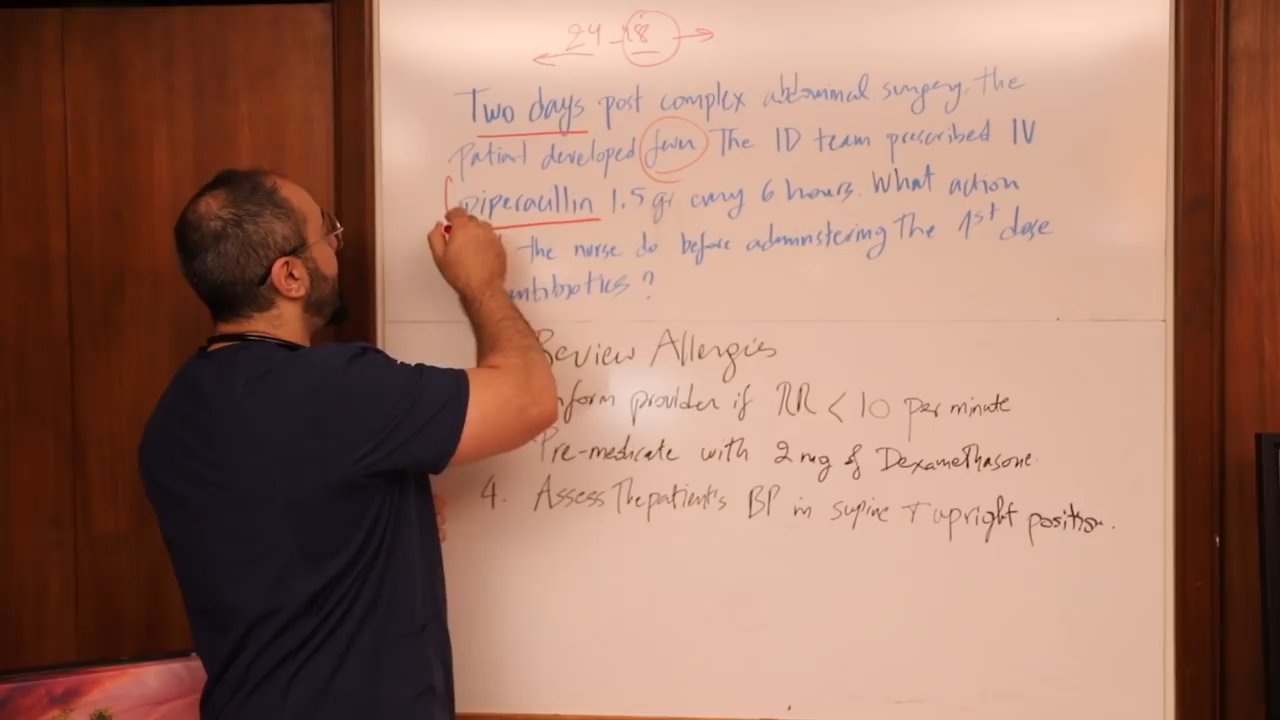 24 48
Two days post complex abdominal surgery, the
patient developed fever. The ID team prescribed IV
piperacillin 1.5 gr every 6 hours. What action
the nurse do before adminstering the 1st dose
antibiotics?
Review Allergies
inform provider if RR < 10 per minute
Pre-medicate with 2 mg of Dexamethasone.
4. Assess The patient's BP in supine + upright position.